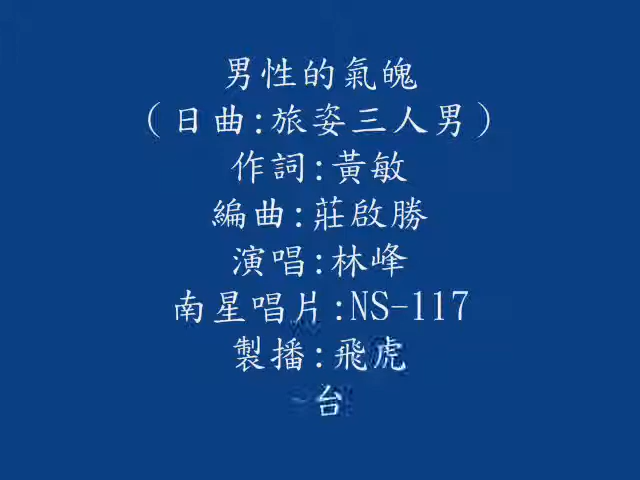 男性的氣魄
（日曲:旅姿三人男）
作詞:黃敏
編曲:莊啟勝
演唱:林峰
南星唱片:NS-117
製播:飛虎
台